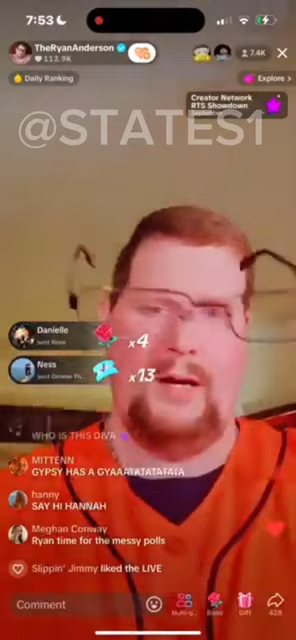 7:53
TheRyanAnderson
113.9K
7.4K
Daily Ranking
Explore >
Creator Network
RTS Showdown
@STATES1
Danielle
sent Rose
x4
Ness
x13
WHO IS THIS DIVA
MITTENN
GYPSY HAS A GYAAATATATATATA
hanny
SAY HI HANNAH
Meghan Conway
Ryan time for the messy polls
Slippin' Jimmy liked the LIVE
Comment
Rose
Gift
428